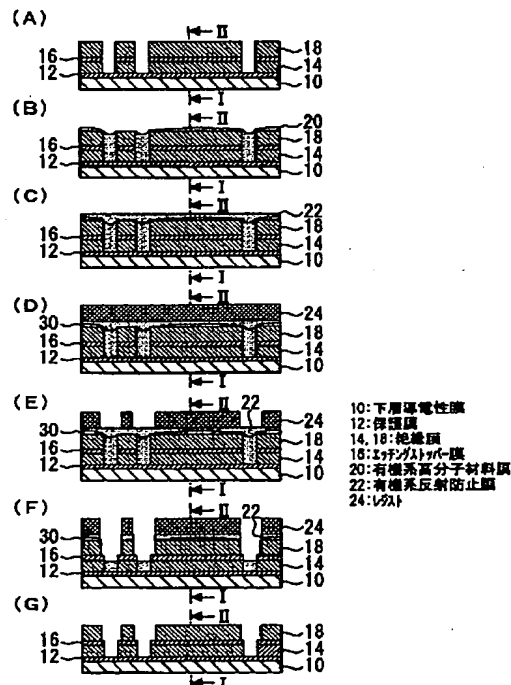 (A)
II
16
18
12
14
10
I
(B)
II
20
16
18
12
14
10
I
(C)
II
22
16
18
12
14
10
I
(D)
II
24
30
16
18
12
14
10
I
(E)
II
22
24
30
16
18
12
14
10
I
(F)
II
22
24
30
16
18
12
14
10
I
(G)
II
16
18
12
14
10
I
10:下層導電性膜
12:保護膜
14,18:絶縁膜
16:エッチングストッパー膜
20:有機系高分子材料膜
22:有機系反射防止膜
24:レジスト